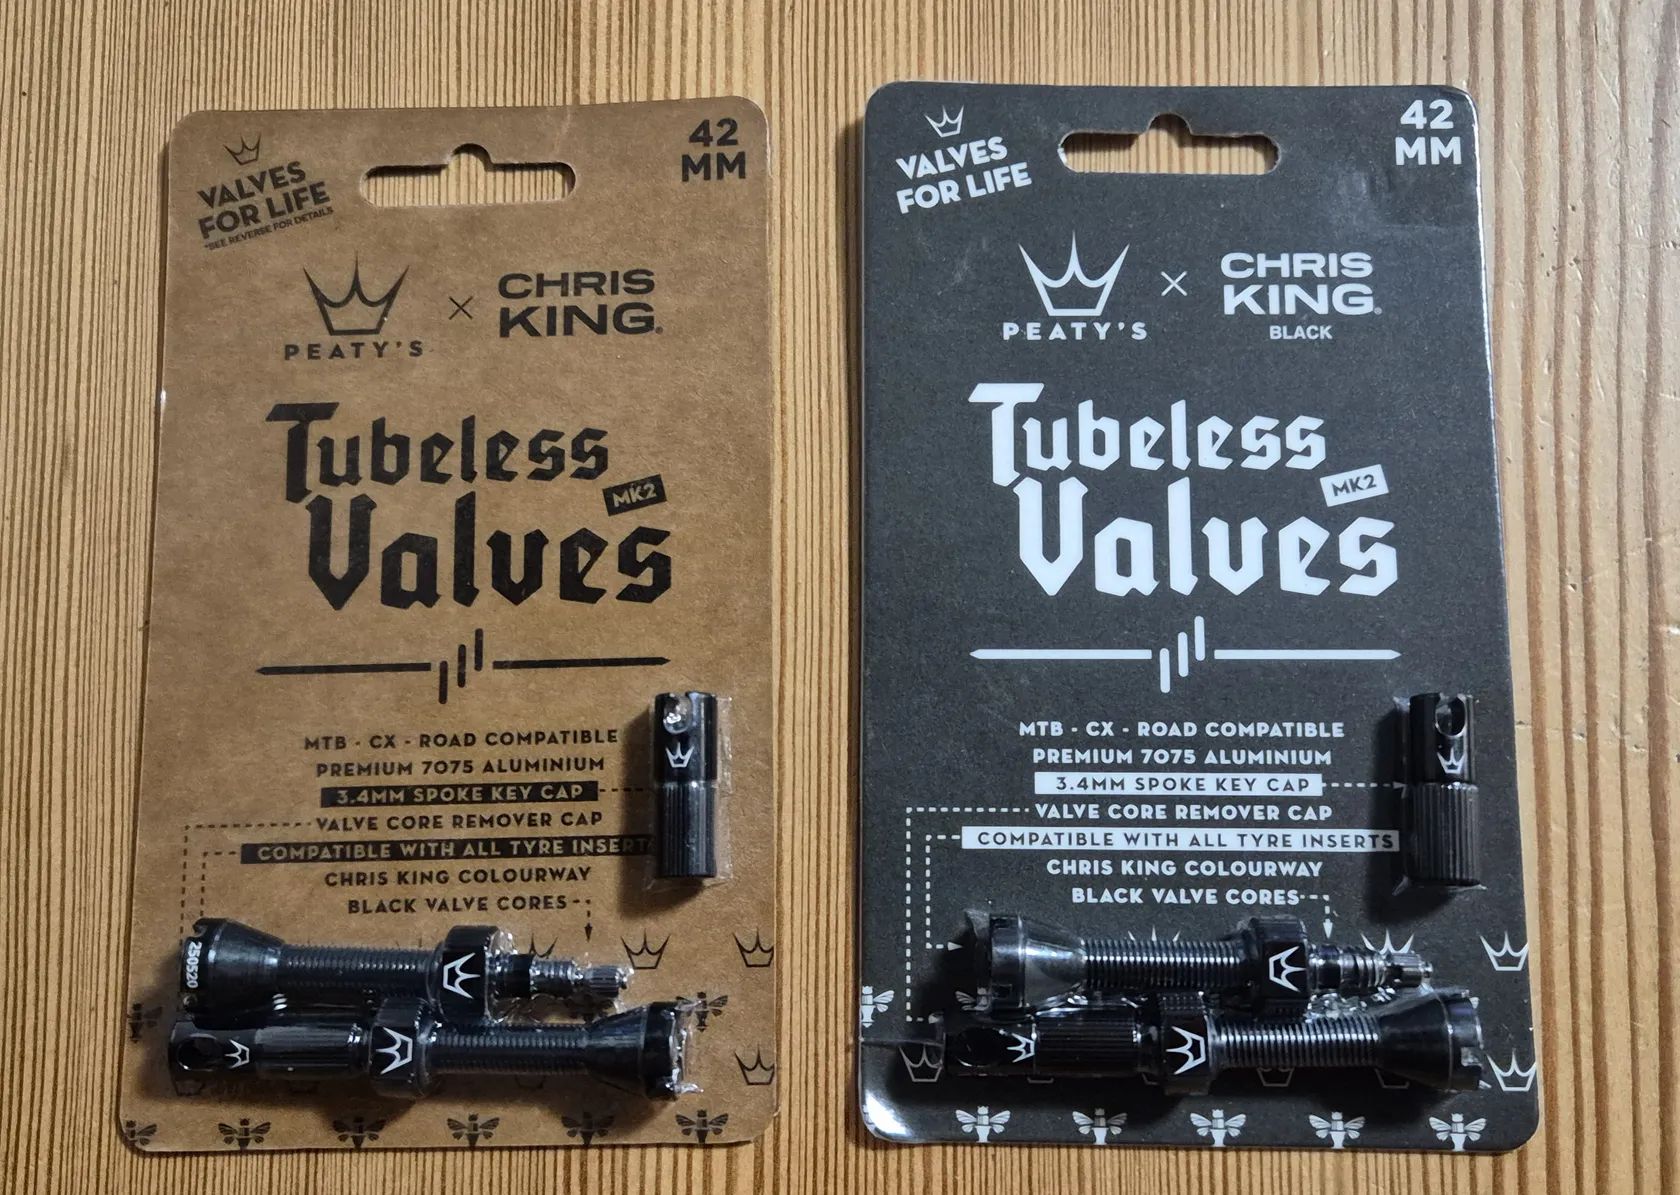 VALVES
FOR LIFE
*SEE REVERSE FOR DETAILS
42
MM
PEATY'S
×
CHRIS
KING®
Tubeless
MK2
Valves
MTB - CX - ROAD COMPATIBLE
PREMIUM 7075 ALUMINIUM
3.4MM SPOKE KEY CAP
VALVE CORE REMOVER CAP
COMPATIBLE WITH ALL TYRE INSERTS
CHRIS KING COLOURWAY
BLACK VALVE CORES
250520
VALVES
FOR LIFE
42
MM
PEATY'S
×
CHRIS
KING®
BLACK
Tubeless
MK2
Valves
MTB - CX - ROAD COMPATIBLE
PREMIUM 7075 ALUMINIUM
3.4MM SPOKE KEY CAP
VALVE CORE REMOVER CAP
COMPATIBLE WITH ALL TYRE INSERTS
CHRIS KING COLOURWAY
BLACK VALVE CORES